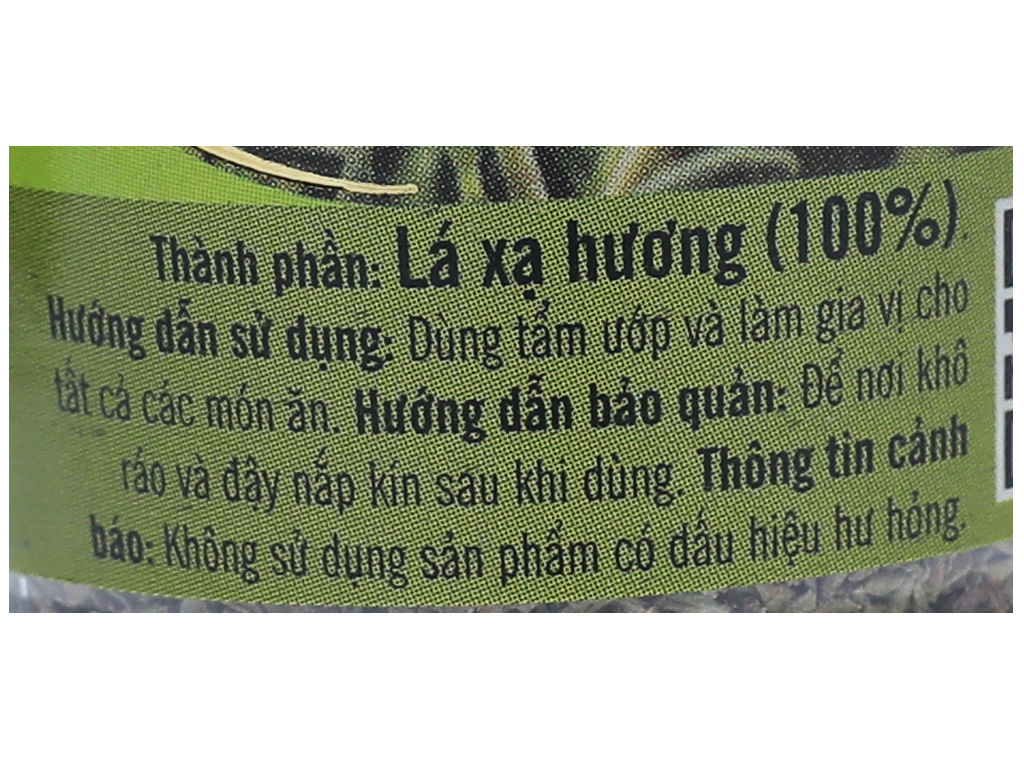 Thành phần: Lá xạ hương (100%).
Hướng dẫn sử dụng: Dùng tẩm ướp và làm gia vị cho
tất cả các món ăn. Hướng dẫn bảo quản: Để nơi khô
ráo và đậy nắp kín sau khi dùng. Thông tin cảnh
báo: Không sử dụng sản phẩm có dấu hiệu hư hỏng.